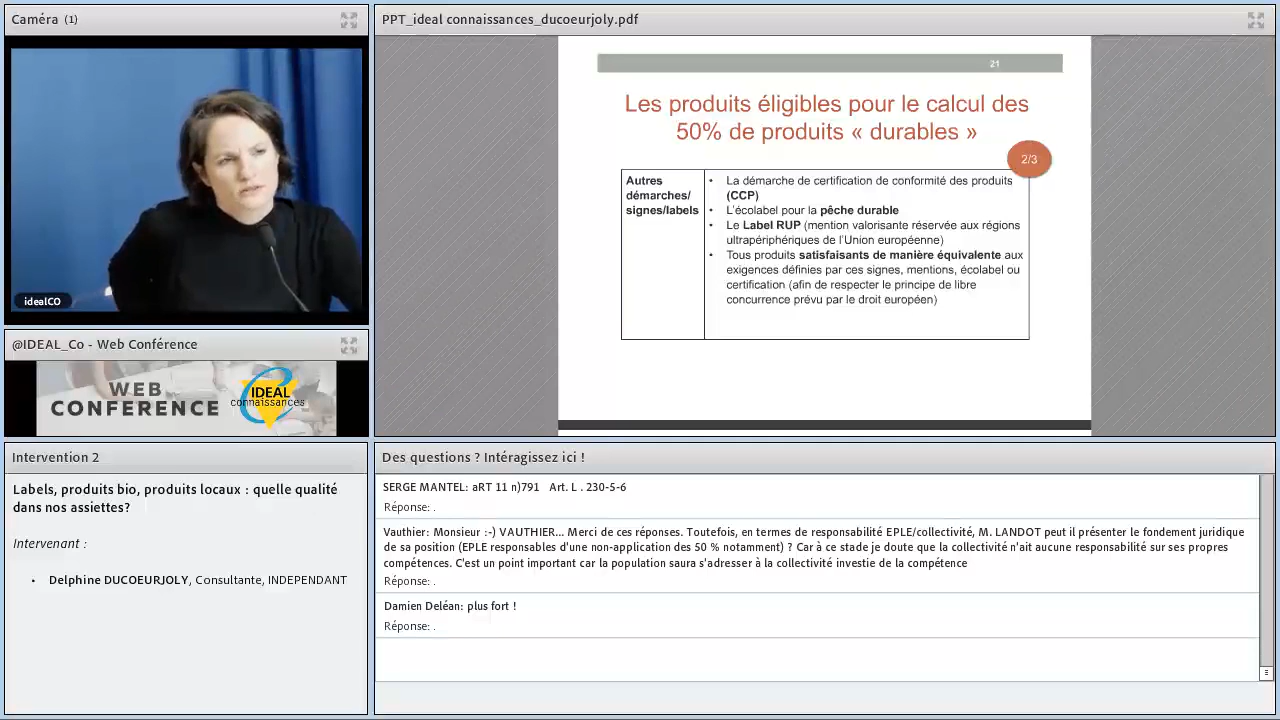 Caméra (1)
idealCO
@IDEAL_Co - Web Conférence
WEB
CONFERENCE
IDEAL
connaissances
PPT_ideal connaissances_ducoeurjoly.pdf
21
Les produits éligibles pour le calcul des
50% de produits « durables »
2/3
Autres
démarches/
signes/labels
• La démarche de certification de conformité des produits
(CCP)
• L'écolabel pour la pêche durable
• Le Label RUP (mention valorisante réservée aux régions
ultrapériphériques de l'Union européenne)
• Tous produits satisfaisants de manière équivalente aux
exigences définies par ces signes, mentions, écolabel ou
certification (afin de respecter le principe de libre
concurrence prévu par le droit européen)
Intervention 2
Labels, produits bio, produits locaux : quelle qualité
dans nos assiettes?
Intervenant :
• Delphine DUCOEURJOLY, Consultante, INDEPENDANT
Des questions ? Intéragissez ici !
SERGE MANTEL: aRT 11 n)791 Art. L . 230-5-6
Réponse: .
Vauthier: Monsieur :-) VAUTHIER... Merci de ces réponses. Toutefois, en termes de responsabilité EPLE/collectivité, M. LANDOT peut il présenter le fondement juridique
de sa position (EPLE responsables d'une non-application des 50 % notamment) ? Car à ce stade je doute que la collectivité n'ait aucune responsabilité sur ses propres
compétences. C'est un point important car la population saura s'adresser à la collectivité investie de la compétence
Réponse: .
Damien Deléan: plus fort !
Réponse: .